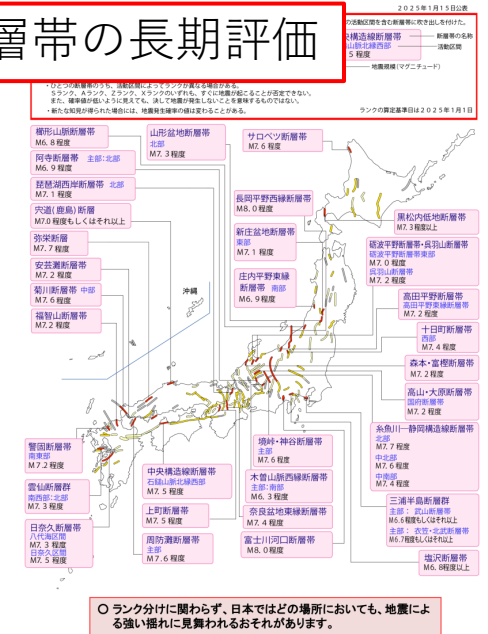 2025年1月15日公表
層帯の長期評価
の活動区間を含む断層帯に吹き出しを付けた。
央構造線断層帯
断層帯の名称
山脈北縁西部
活動区間
5 程度
地震規模(マグニチュード)
・ひとつの断層帯のうち、活動区間によってランクが異なる場合がある。
Sランク、Aランク、Zランク、Xランクのいずれも、すぐに地震が起こることが否定できない。
また、確率値が低いように見えても、決して地震が発生しないことを意味するものではない。
・新たな知見が得られた場合には、地震発生確率の値は変わることがある。
ランクの算定基準日は2025年1月1日
櫛形山脈断層帯
M6.8 程度
阿寺断層帯 主部:北部
M6.9 程度
琵琶湖西岸断層帯 北部
M7.1 程度
宍道(鹿島)断層
M7.0程度もしくはそれ以上
弥栄断層
M7.7 程度
安芸灘断層帯
M7.2 程度
菊川断層帯 中部
M7.6 程度
福智山断層帯
M7.2 程度
山形盆地断層帯
北部
M7.3 程度
サロベツ断層帯
M7.6 程度
長岡平野西縁断層帯
M8.0 程度
新庄盆地断層帯
東部
M7.1 程度
庄内平野東縁
断層帯 南部
M6.9 程度
沖縄
黒松内低地断層帯
M7.3 程度以上
砺波平野断層帯・呉羽山断層帯
砺波平野断層帯東部
M7.0 程度
呉羽山断層帯
M7.2 程度
高田平野断層帯
高田平野東縁断層帯
M7.2 程度
十日町断層帯
西部
M7.4 程度
森本・富樫断層帯
M7.2 程度
高山・大原断層帯
国府断層帯
M7.2 程度
糸魚川-静岡構造線断層帯
北部
M7.7 程度
中北部
M7.6 程度
中南部
M7.4 程度
三浦半島断層群
主部: 武山断層帯
M6.6程度もしくはそれ以上
主部: 衣笠・北武断層帯
M6.7程度もしくはそれ以上
塩沢断層帯
M6.8程度以上
警固断層帯
南東部
M7.2程度
雲仙断層群
南西部:北部
M7.3 程度
日奈久断層帯
八代海区間
M7.3 程度
日奈久区間
M7.5 程度
中央構造線断層帯
石鎚山脈北縁西部
M7.5 程度
上町断層帯
M7.5 程度
周防灘断層帯
主部
M7.6程度
境峠・神谷断層帯
主部
M7.6 程度
木曽山脈西縁断層帯
主部:南部
M6.3 程度
奈良盆地東縁断層帯
M7.4 程度
富士川河口断層帯
M8.0 程度
○ ランク分けに関わらず、日本ではどの場所においても、地震によ
る強い揺れに見舞われるおそれがあります。